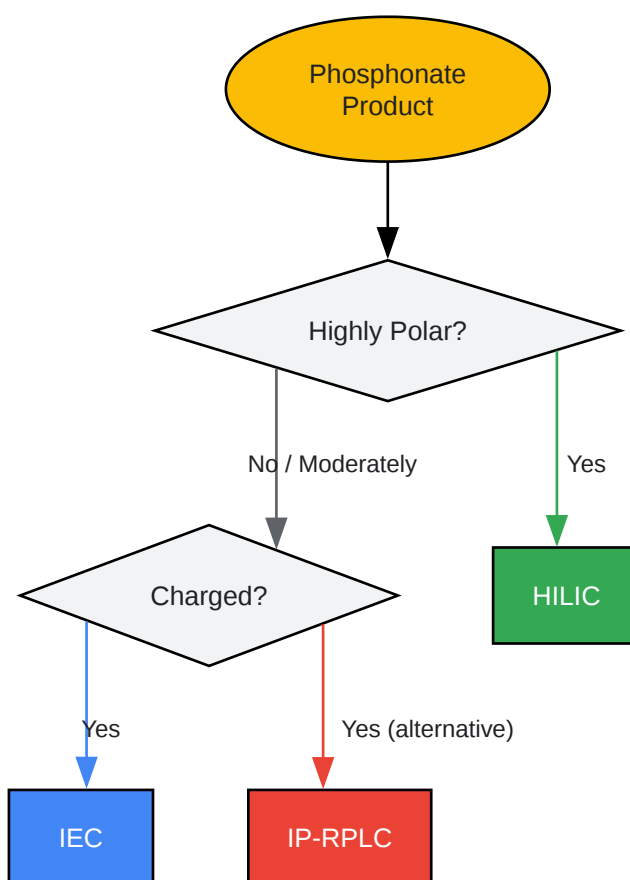 Phosphonate
Product
Highly Polar?
No / Moderately
Yes
Charged?
HILIC
Yes
Yes (alternative)
IEC
IP-RPLC